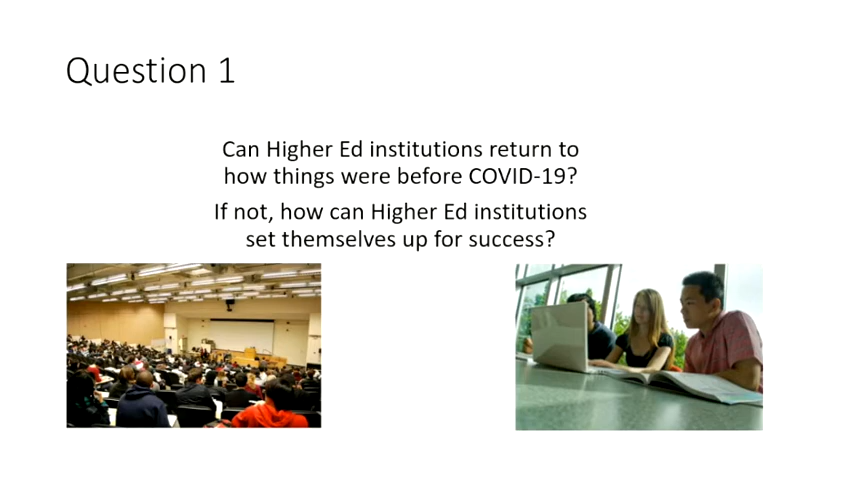 Question 1
Can Higher Ed institutions return to
how things were before COVID-19?
If not, how can Higher Ed institutions
set themselves up for success?